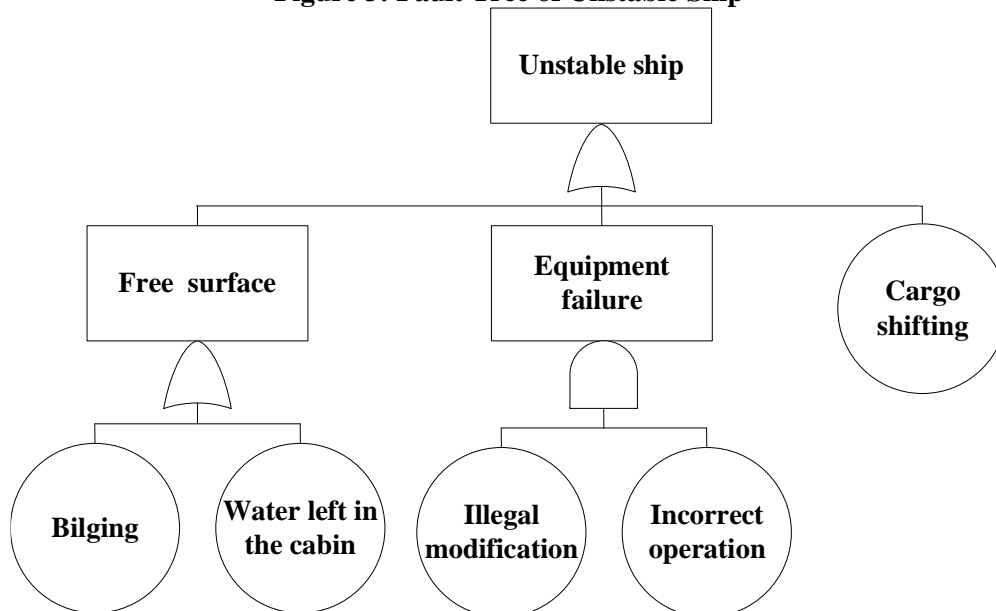 Figure 3: Fault Tree of Unstable Ship
Unstable ship
Free surface
Equipment
failure
Cargo
shifting
Bilging
Water left in
the cabin
Illegal
modification
Incorrect
operation